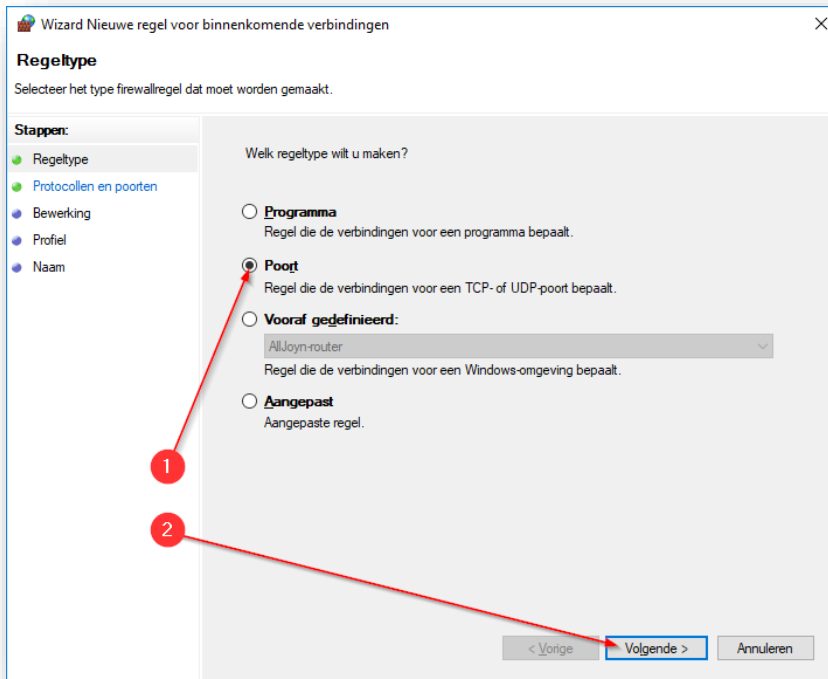 Wizard Nieuwe regel voor binnenkomende verbindingen
Regeltype
Selecteer het type firewallregel dat moet worden gemaakt.
Stappen:
Regeltype
Protocollen en poorten
Bewerking
Profiel
Naam
Welk regeltype wilt u maken?
Programma
Regel die de verbindingen voor een programma bepaalt.
Poort
Regel die de verbindingen voor een TCP- of UDP-poort bepaalt.
Vooraf gedefinieerd:
AllJoyn-router
Regel die de verbindingen voor een Windows-omgeving bepaalt.
Aangepast
Aangepaste regel.
1
2
< Vorige
Volgende >
Annuleren